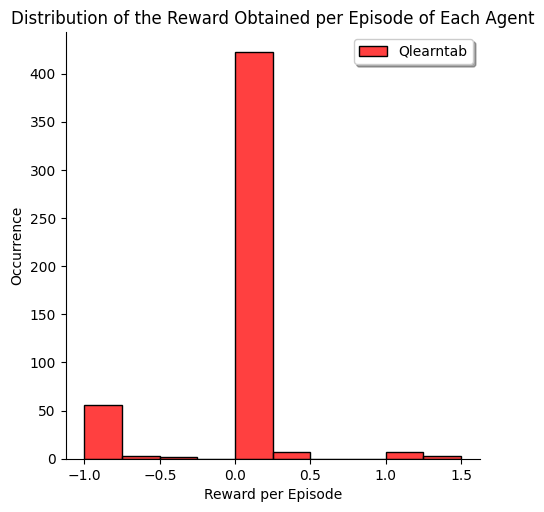 Distribution of the Reward Obtained per Episode of Each Agent
Qlearntab
400
350
300
250
200
150
100
50
0
Occurrence
−1.0 −0.5 0.0 0.5 1.0 1.5
Reward per Episode